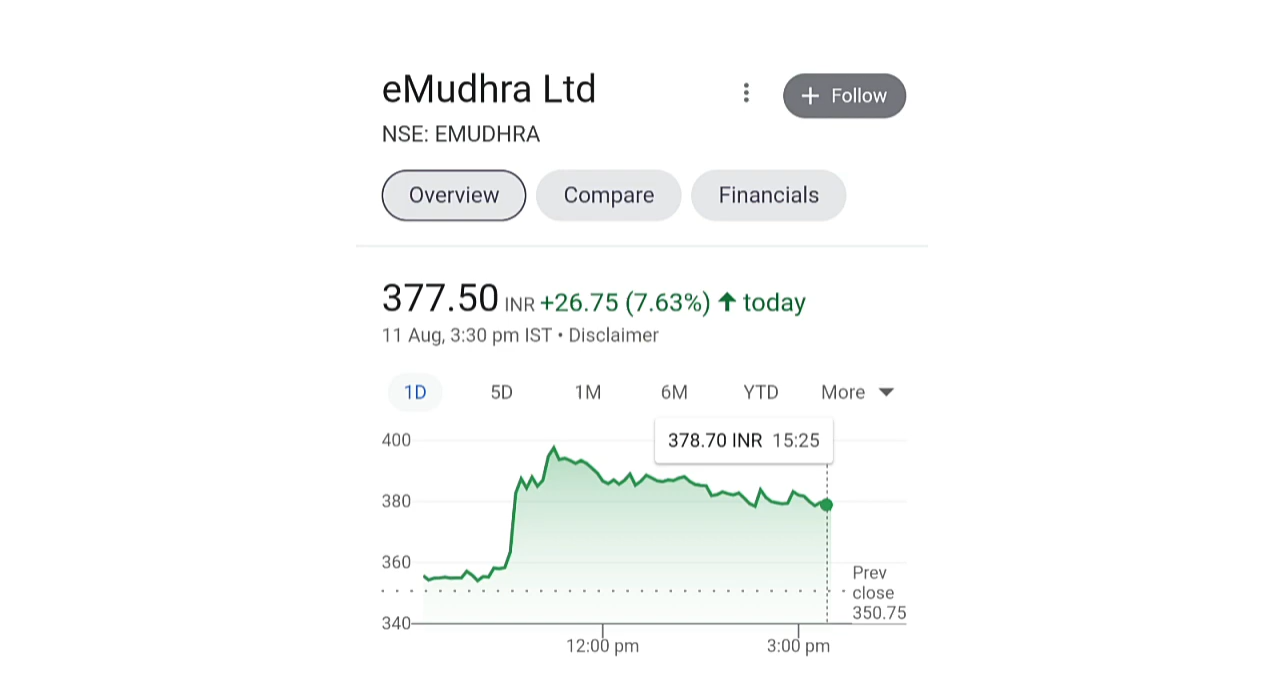 eMudhra Ltd
+ Follow
NSE: EMUDHRA
Overview
Compare
Financials
377.50 INR +26.75 (7.63%) ↑ today
11 Aug, 3:30 pm IST • Disclaimer
1D
5D
1M
6M
YTD
More
378.70 INR 15:25
400
380
360
340
Prev
close
350.75
12:00 pm
3:00 pm